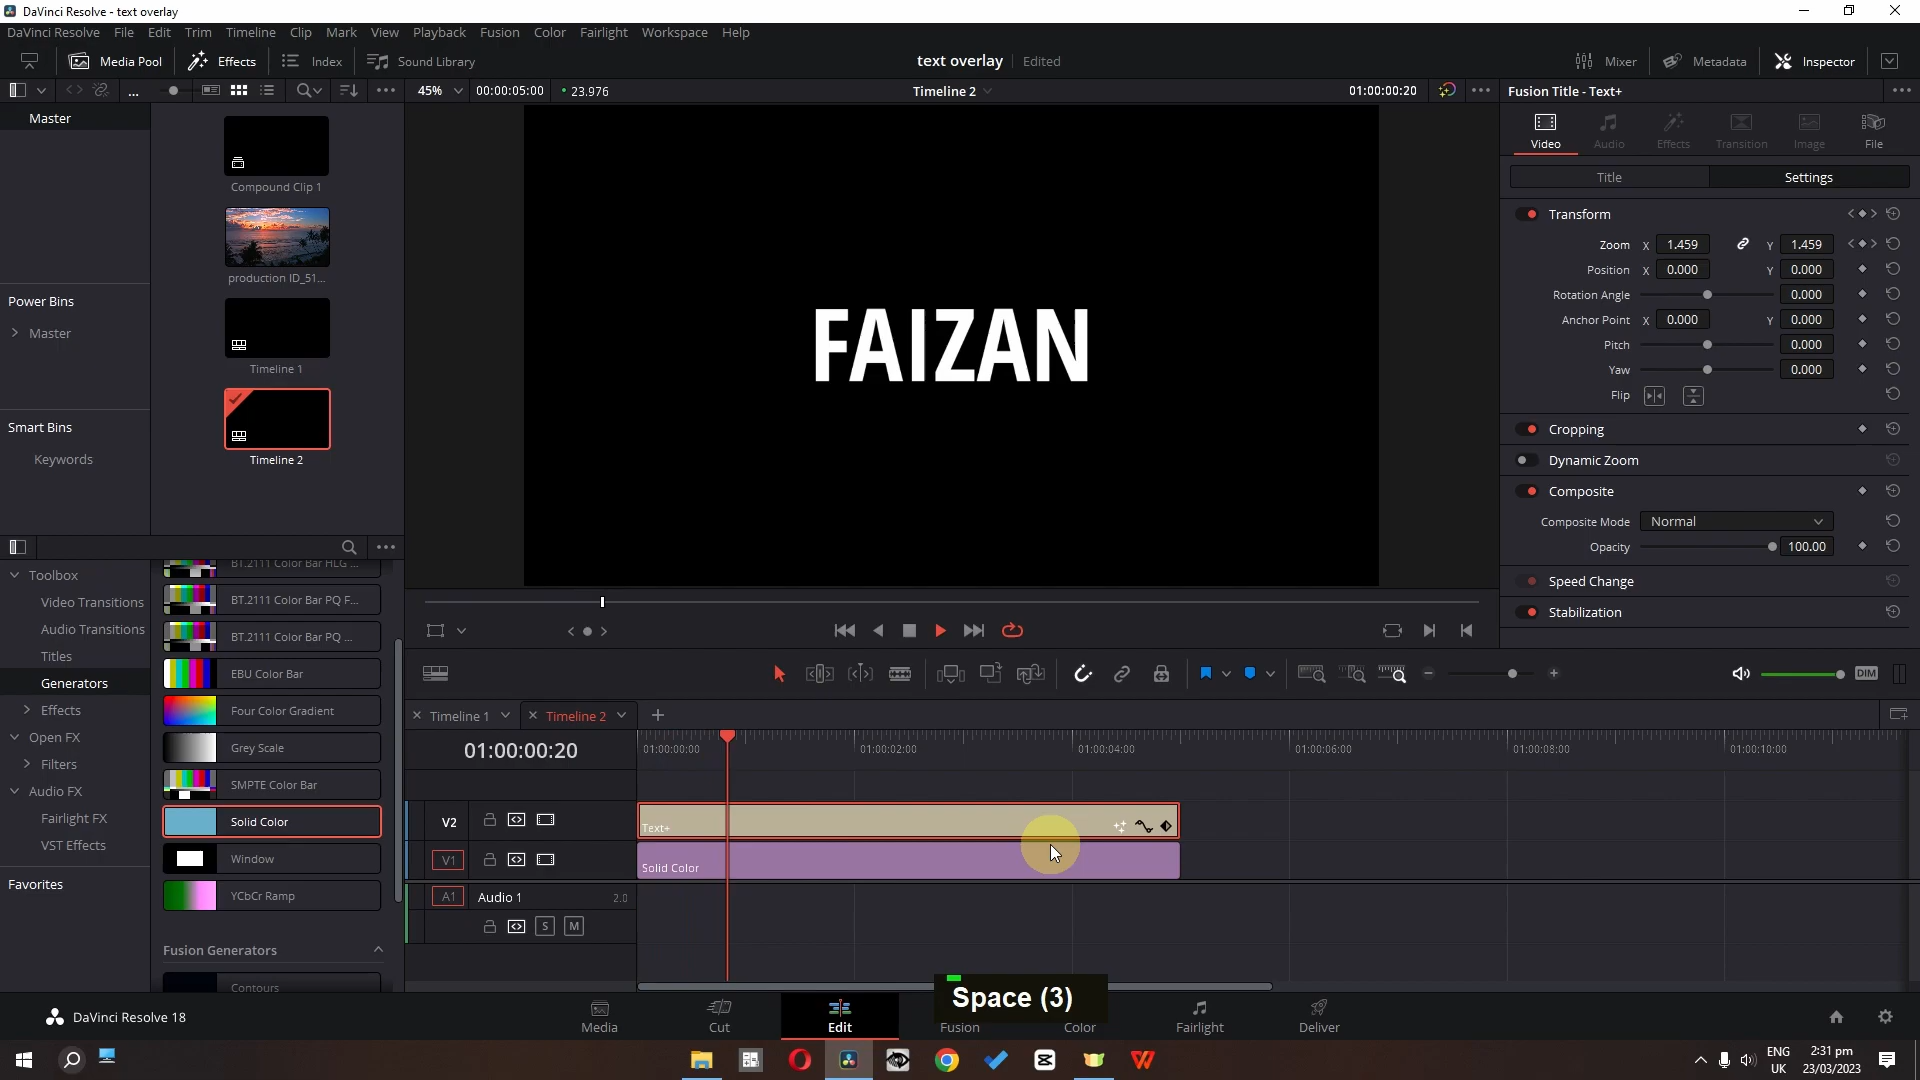 DaVinci Resolve - text overlay
DaVinci Resolve File Edit Trim Timeline Clip Mark View Playback Fusion Color Fairlight Workspace Help
Media Pool Effects Index Sound Library text overlay Edited Mixer Metadata Inspector
... 45% 00:00:05:00 23.976 Timeline 2 01:00:00:20 Fusion Title - Text+
Master
Compound Clip 1
production ID_51...
Timeline 1
Timeline 2
Power Bins
Master
Smart Bins
Keywords
FAIZAN
Video Audio Effects Transition Image File
Title Settings
Transform
Zoom X 1.459 Y 1.459
Position X 0.000 Y 0.000
Rotation Angle 0.000
Anchor Point X 0.000 Y 0.000
Pitch 0.000
Yaw 0.000
Flip
Cropping
Dynamic Zoom
Composite
Composite Mode Normal
Opacity 100.00
Speed Change
Stabilization
Toolbox
Video Transitions
Audio Transitions
Titles
Generators
Effects
Open FX
Filters
Audio FX
Fairlight FX
VST Effects
Favorites
BT.2111 Color Bar HLG ...
BT.2111 Color Bar PQ F...
BT.2111 Color Bar PQ ...
EBU Color Bar
Four Color Gradient
Grey Scale
SMPTE Color Bar
Solid Color
Window
YCbCr Ramp
Fusion Generators
Contours
DIM
Timeline 1 Timeline 2
01:00:00:20 01:00:00:00 01:00:02:00 01:00:04:00 01:00:06:00 01:00:08:00 01:00:10:00
V2 Text+
V1 Solid Color
A1 Audio 1 2.0
S M
Space (3)
DaVinci Resolve 18 Media Cut Edit Fusion Color Fairlight Deliver
ENG
UK
2:31 pm
23/03/2023